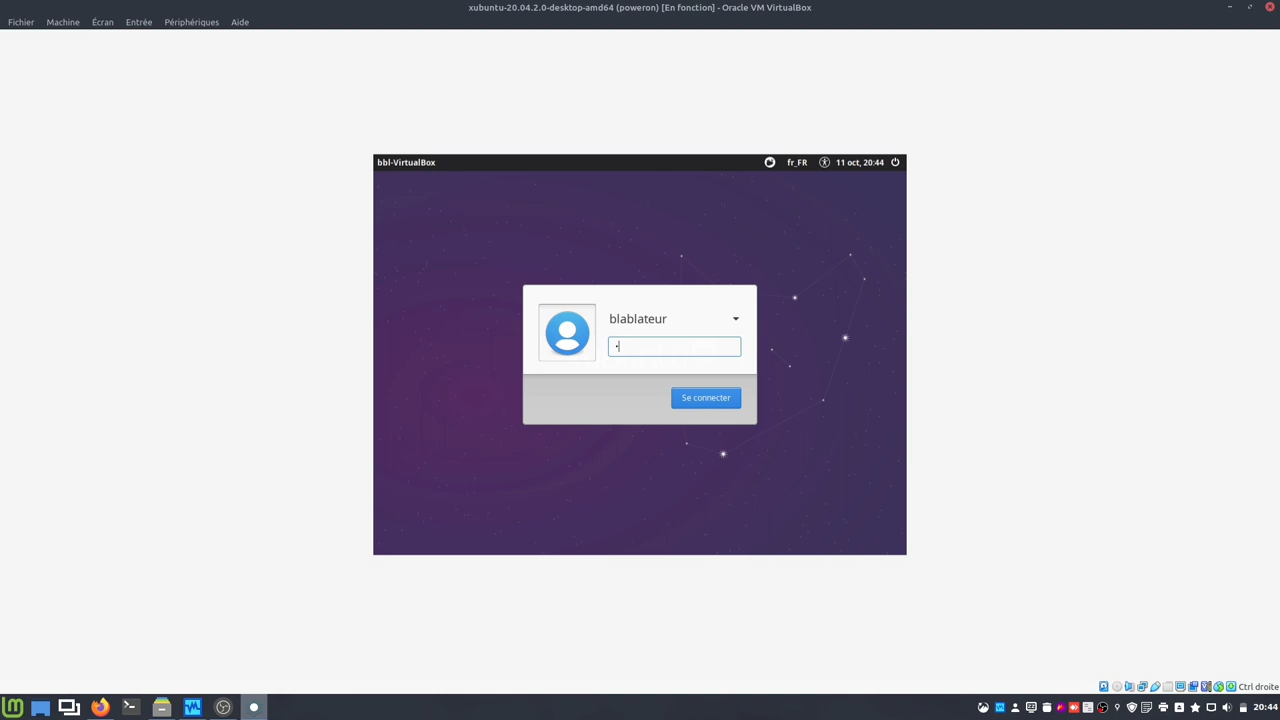 xubuntu-20.04.2.0-desktop-amd64 (poweron) [En fonction] - Oracle VM VirtualBox
Fichier Machine Écran Entrée Périphériques Aide
bbl-VirtualBox fr_FR 11 oct, 20:44
blablateur
Se connecter
Ctrl droite
20:44